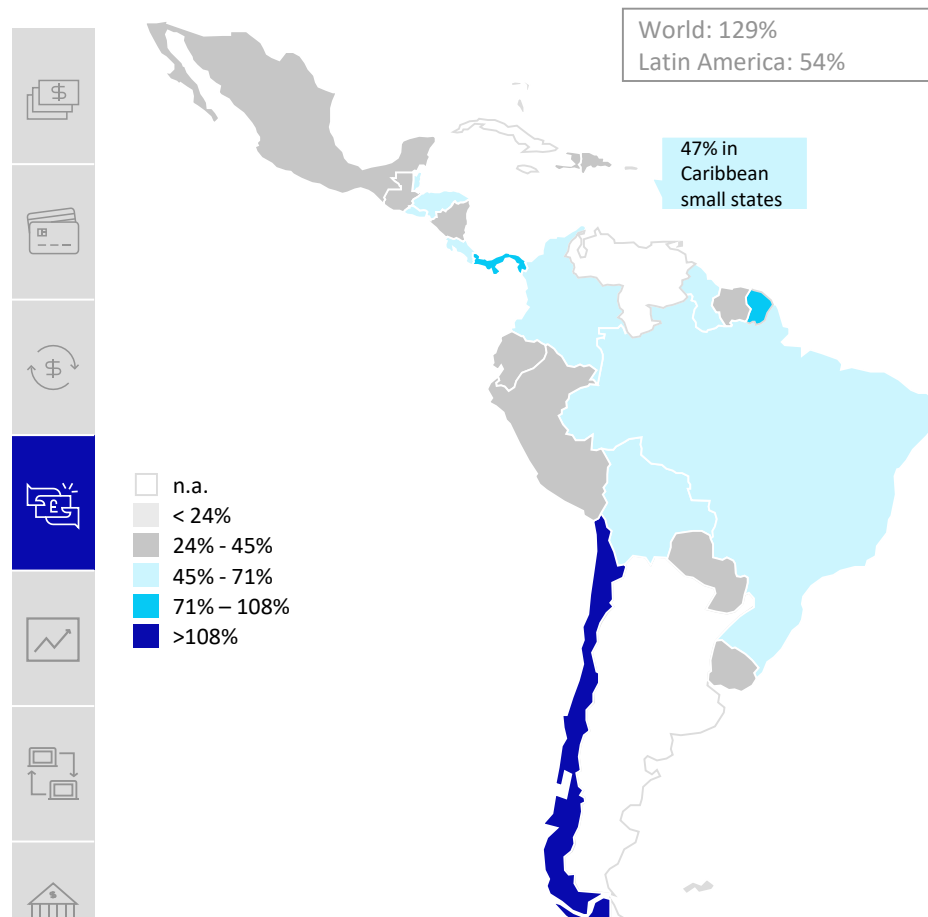 World: 129%
Latin America: 54%
$
47% in
Caribbean
small states
$
£
n.a.
< 24%
24% - 45%
45% - 71%
71% – 108%
>108%
$